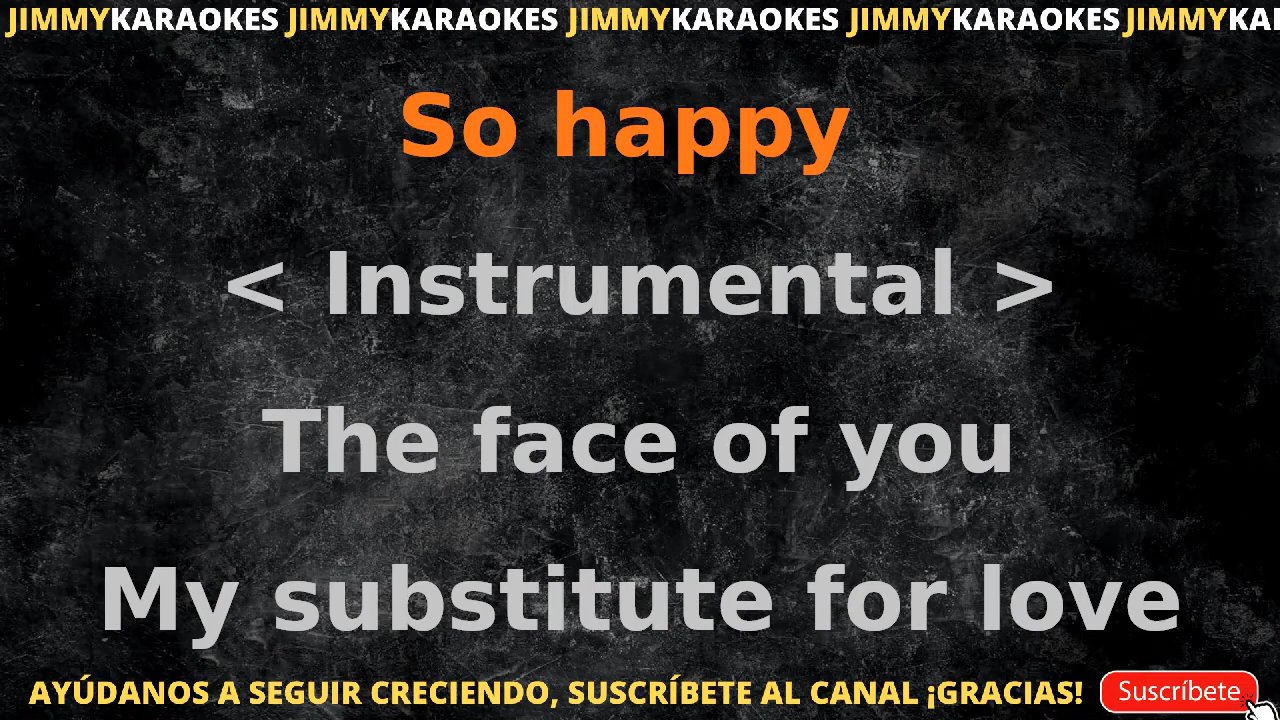 JIMMYKARAOKES JIMMYKARAOKES JIMMYKARAOKES JIMMYKARAOKES JIMMYKA
So happy
< Instrumental >
The face of you
My substitute for love
AYÚDANOS A SEGUIR CRECIENDO, SUSCRÍBETE AL CANAL ¡GRACIAS! Suscríbete